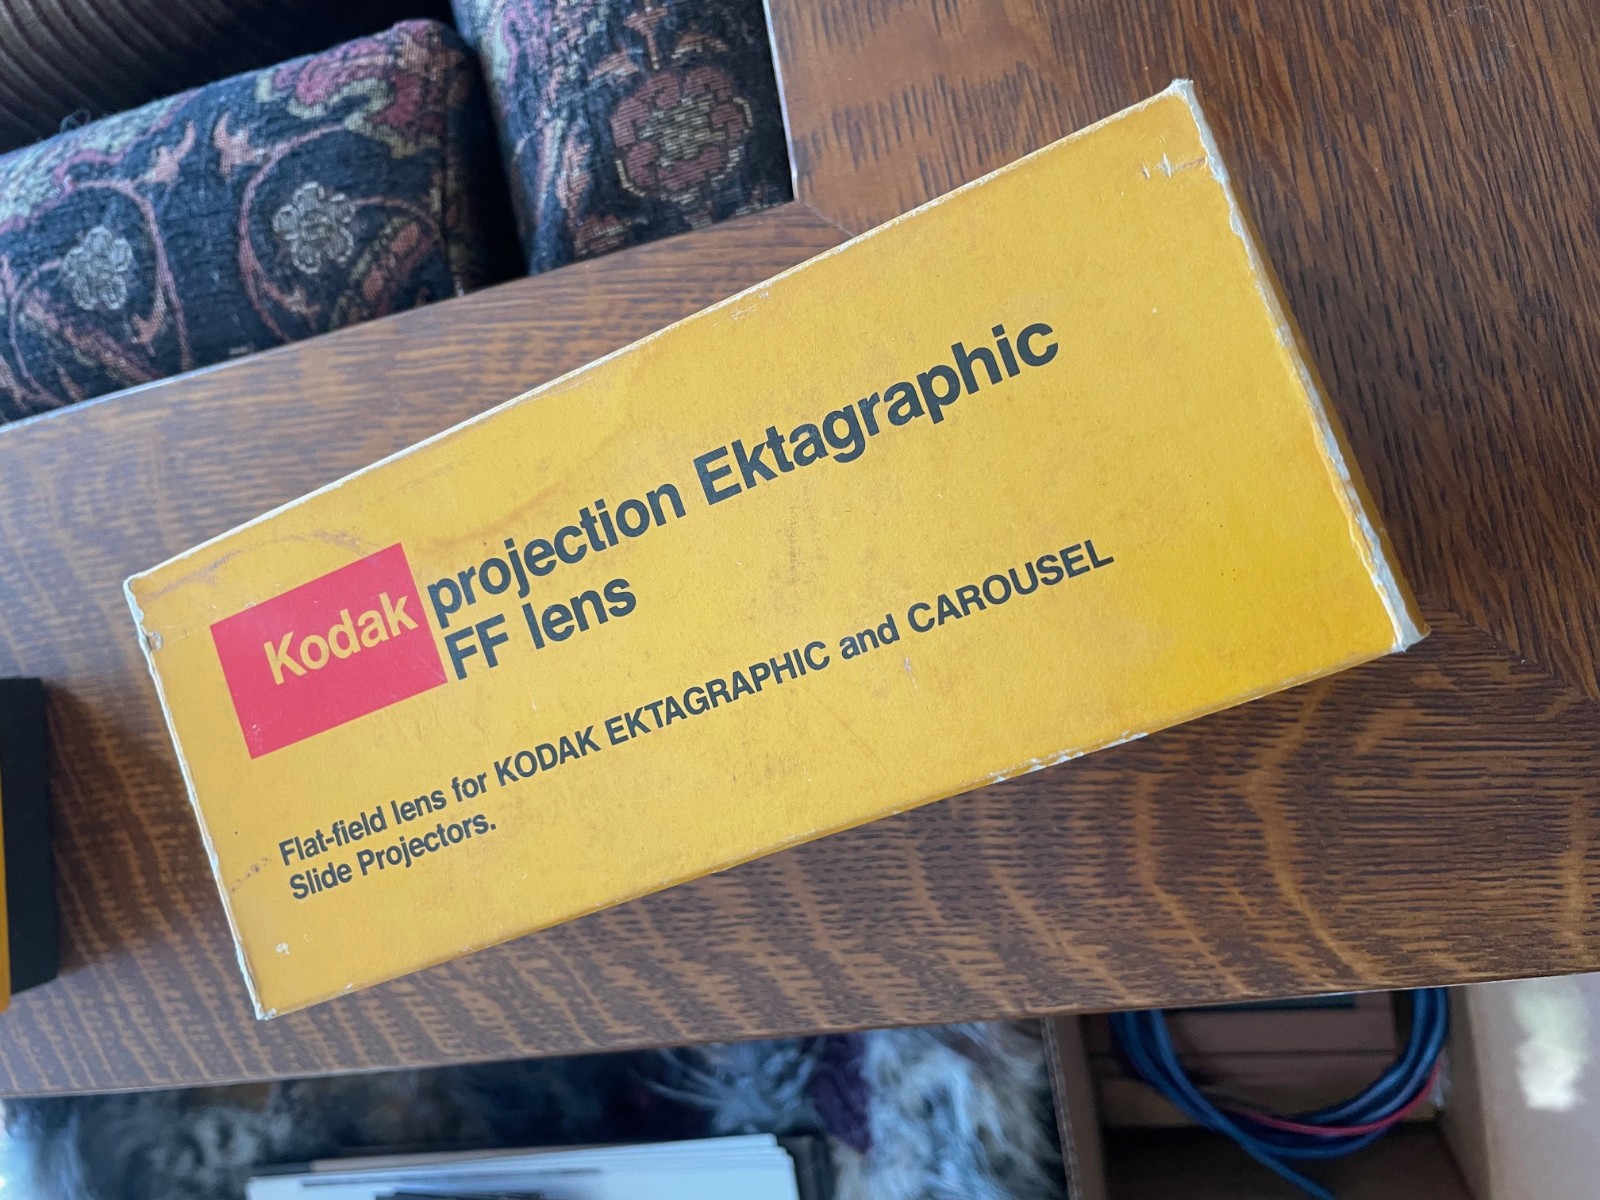 Kodak projection Ektagraphic
FF lens
Flat-field lens for KODAK EKTAGRAPHIC and CAROUSEL
Slide Projectors.